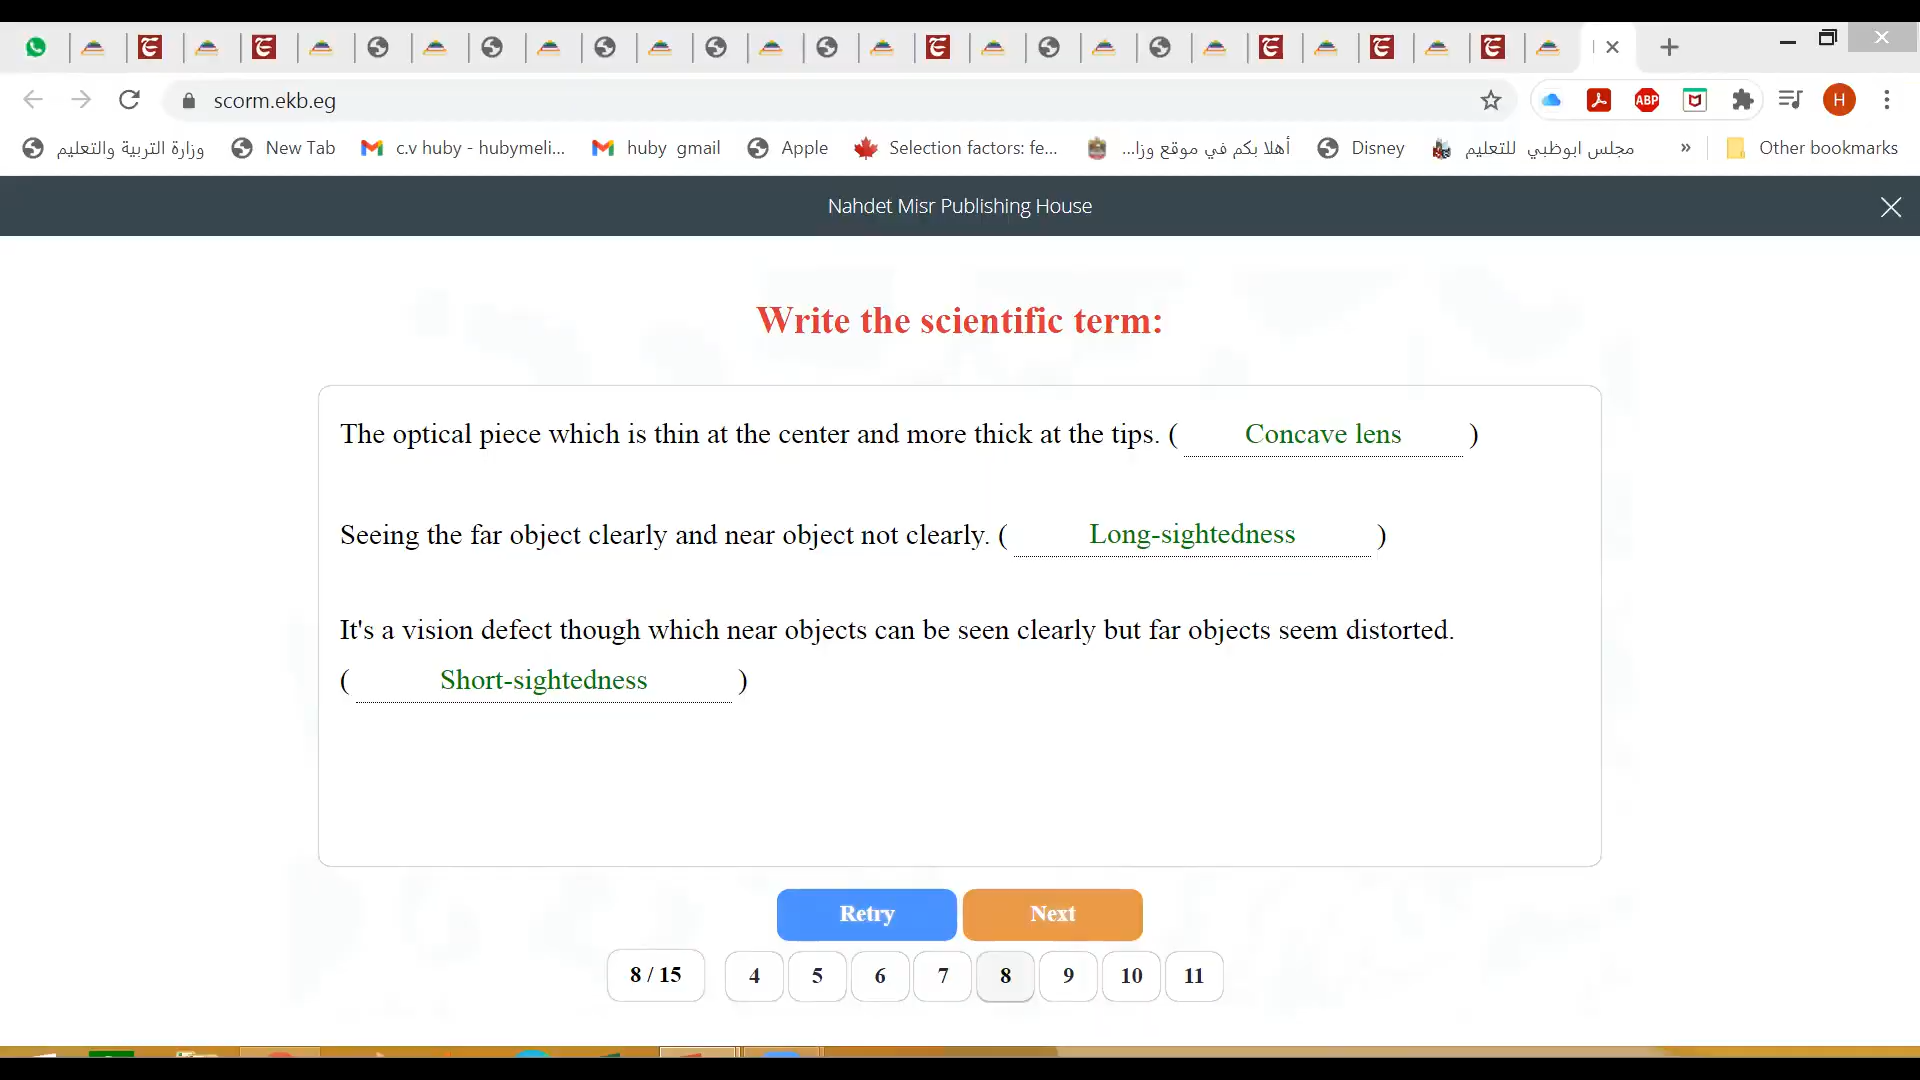 scorm.ekb.eg
ABP
H
وزارة التربية والتعليم New Tab c.v huby - hubymeli... huby gmail Apple Selection factors: fe... أهلا بكم في موقع وزا... Disney مجلس ابوظبي للتعليم » Other bookmarks
Nahdet Misr Publishing House
Write the scientific term:
The optical piece which is thin at the center and more thick at the tips. ( Concave lens )
Seeing the far object clearly and near object not clearly. ( Long-sightedness )
It's a vision defect though which near objects can be seen clearly but far objects seem distorted.
( Short-sightedness )
Retry Next
8 / 15 4 5 6 7 8 9 10 11